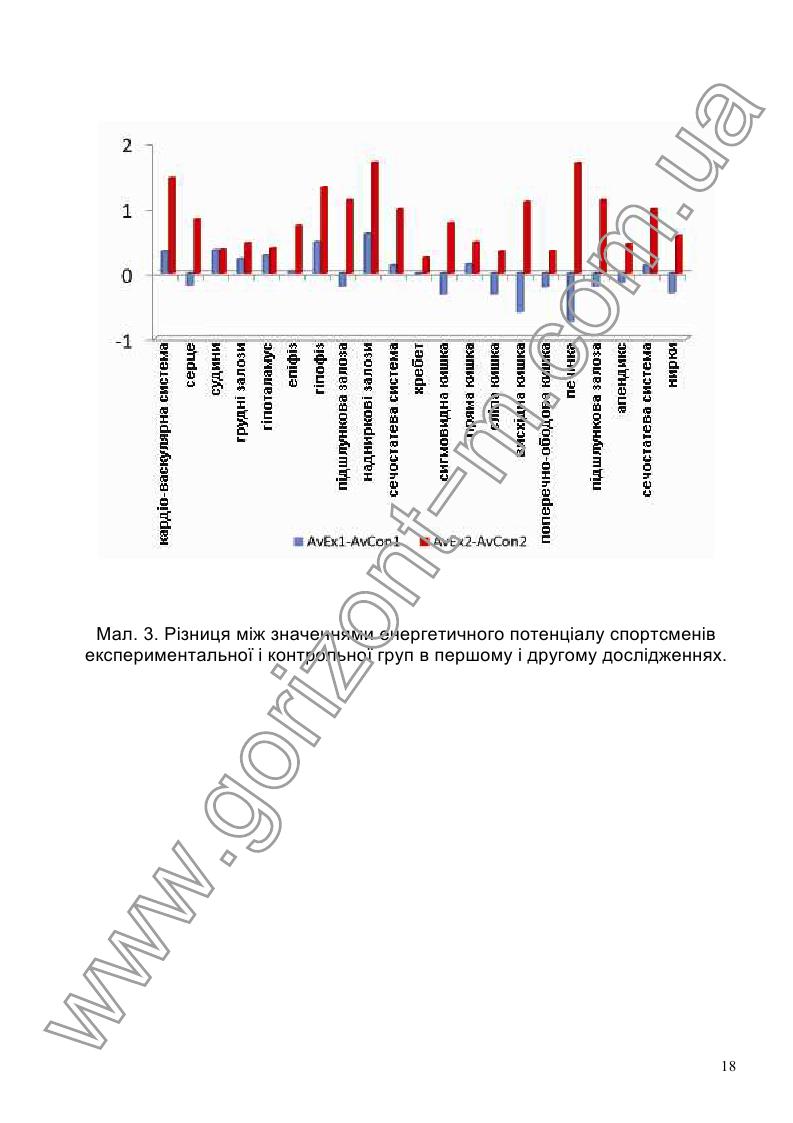 2
1
0
-1
кардіо-васкулярна система
серце
судини
грудні залози
гіпоталамус
епіфіз
гіпофіз
підшлункова залоза
надниркові залози
сечостатева система
хребет
сигмовидна кишка
пряма кишка
сліпа кишка
висхідна кишка
поперечно-ободова кишка
печінка
підшлункова залоза
апендикс
сечостатева система
нирки
AvEx1-AvCon1 AvEx2-AvCon2
Мал. 3. Різниця між значеннями енергетичного потенціалу спортсменів
експериментальної і контрольної груп в першому і другому дослідженнях.
www.gorizont-m.com.ua
18